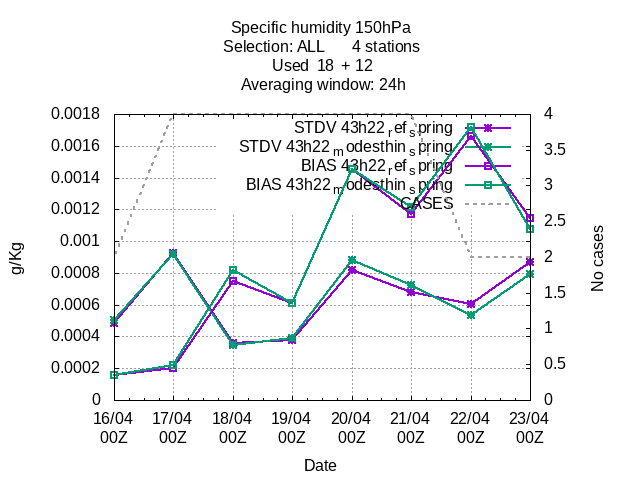 Specific humidity 150hPa
Selection: ALL 4 stations
Used 18 + 12
Averaging window: 24h
STDV 43h22_ref_spring
STDV 43h22_modesthin_spring
BIAS 43h22_ref_spring
BIAS 43h22_modesthin_spring
CASES
g/Kg
0.0018
0.0016
0.0014
0.0012
0.001
0.0008
0.0006
0.0004
0.0002
0
4
3.5
3
2.5
2
1.5
1
0.5
0
No cases
16/04 17/04 18/04 19/04 20/04 21/04 22/04 23/04
00Z 00Z 00Z 00Z 00Z 00Z 00Z 00Z
Date